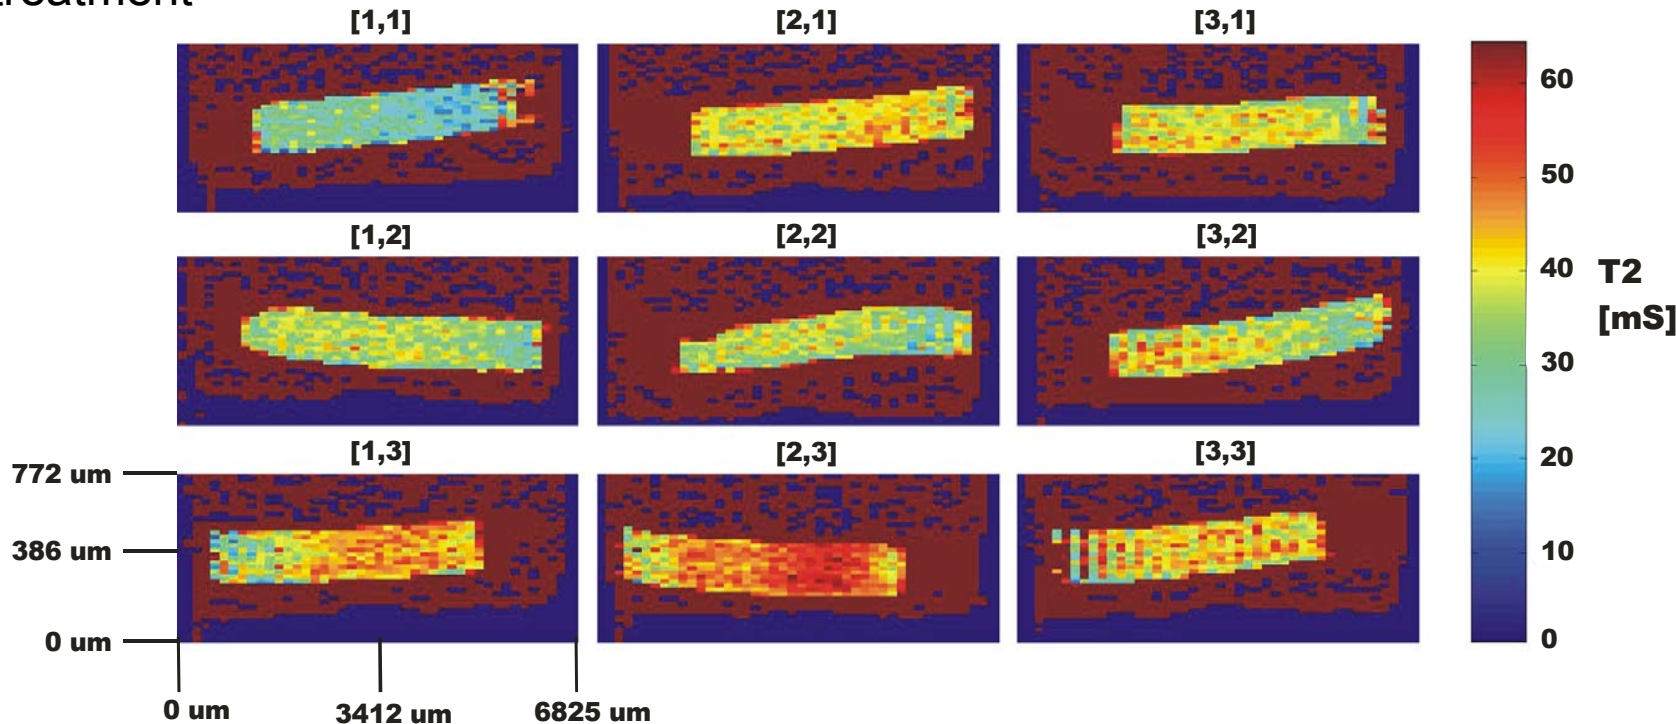 [1,1] [2,1] [3,1]
[1,2] [2,2] [3,2]
[1,3] [2,3] [3,3]
772 um
386 um
0 um
0 um 3412 um 6825 um
60
50
40
30
20
10
0
T2
[mS]